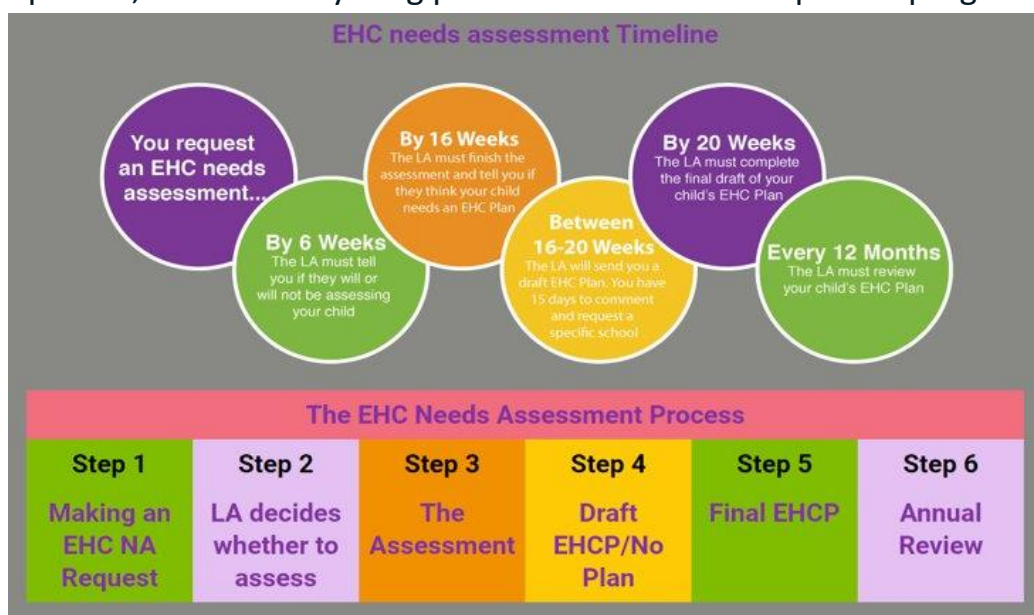 EHC needs assessment Timeline
You request
an EHC needs
assessment...
By 6 Weeks
The LA must tell
you if they will or
will not be assessing
your child
By 16 Weeks
The LA must finish the
assessment and tell you if
they think your child
needs an EHC Plan
Between
16-20 Weeks
The LA will send you a
draft EHC Plan. You have
15 days to comment
and request a
specific school
By 20 Weeks
The LA must complete
the final draft of your
child's EHC Plan
Every 12 Months
The LA must review
your child's EHC Plan
The EHC Needs Assessment Process
Step 1
Making an
EHC NA
Request
Step 2
LA decides
whether to
assess
Step 3
The
Assessment
Step 4
Draft
EHCP/No
Plan
Step 5
Final EHCP
Step 6
Annual
Review